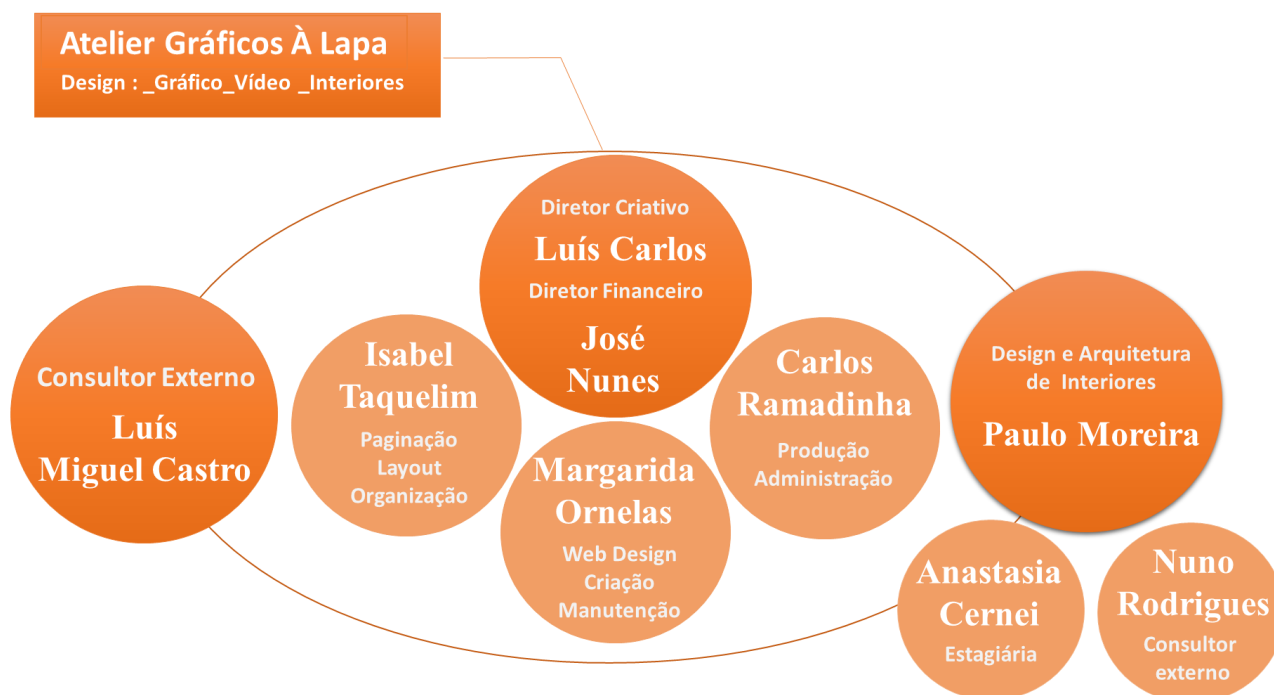 Atelier Gráficos À Lapa
Design : _Gráfico_Vídeo _Interiores
Diretor Criativo
Luís Carlos
Diretor Financeiro
José
Nunes
Consultor Externo
Luís
Miguel Castro
Isabel
Taquelim
Paginação
Layout
Organização
Margarida
Ornelas
Web Design
Criação
Manutenção
Carlos
Ramadinha
Produção
Administração
Design e Arquitetura
de Interiores
Paulo Moreira
Anastasia
Cernei
Estagiária
Nuno
Rodrigues
Consultor
externo